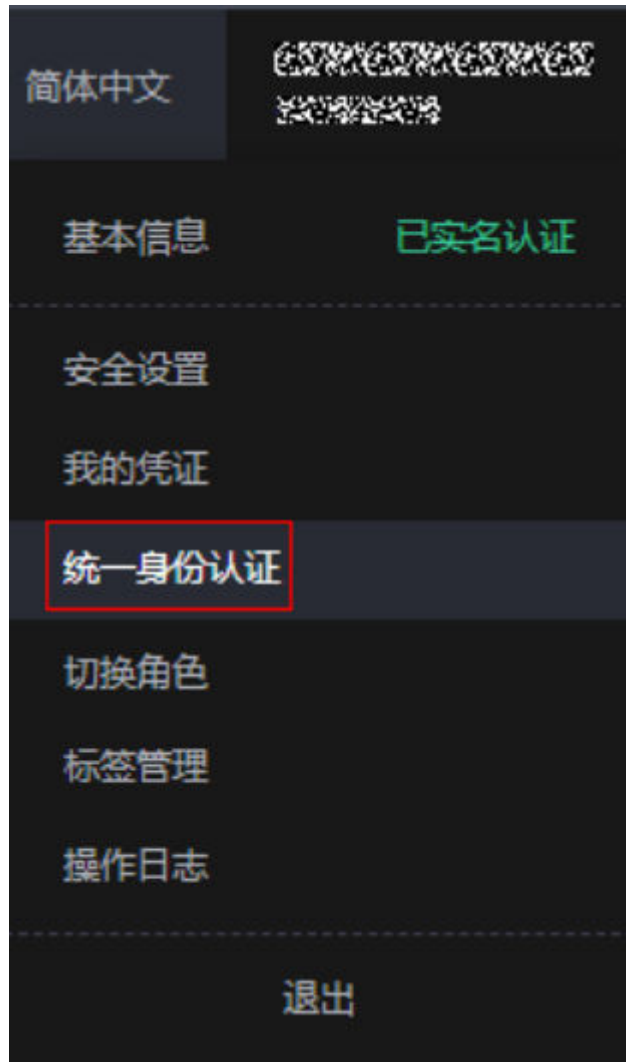 简体中文
基本信息 已实名认证
安全设置
我的凭证
统一身份认证
切换角色
标签管理
操作日志
退出